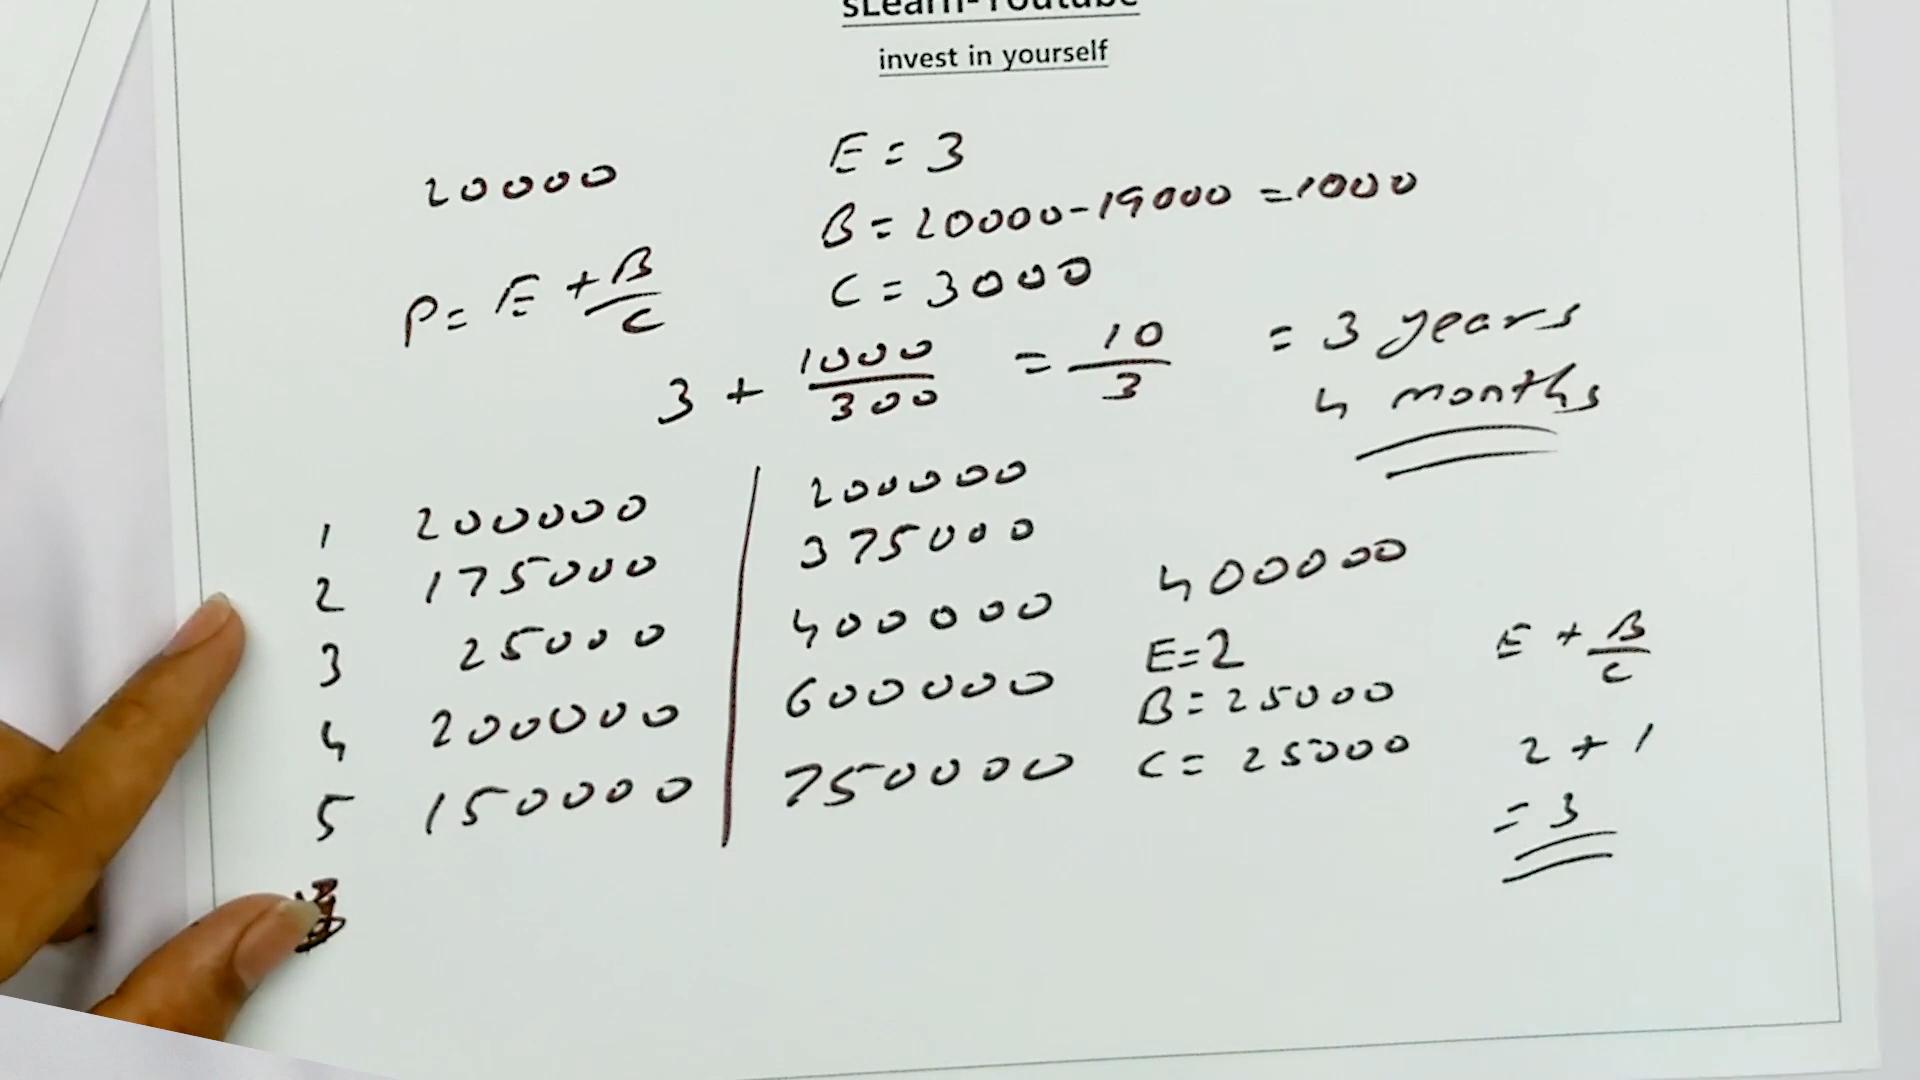 sLearn-Youtube
invest in yourself
20000
E = 3
B = 20000-19000 = 1000
P = E + B/C
C = 3000
3 + 1000/300 = 10/3 = 3 years
4 months
1 200000 200000
2 175000 375000
3 25000 400000 400000
4 200000 600000 E=2 E + B/C
B = 25000
5 150000 750000 C = 25000 2 + 1
= 3